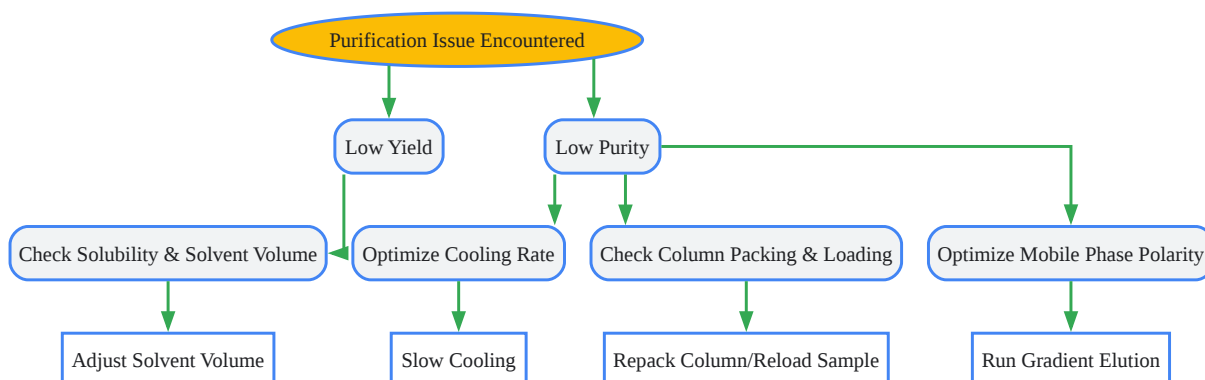 Purification Issue Encountered
Low Yield
Low Purity
Check Solubility & Solvent Volume
Optimize Cooling Rate
Check Column Packing & Loading
Optimize Mobile Phase Polarity
Adjust Solvent Volume
Slow Cooling
Repack Column/Reload Sample
Run Gradient Elution